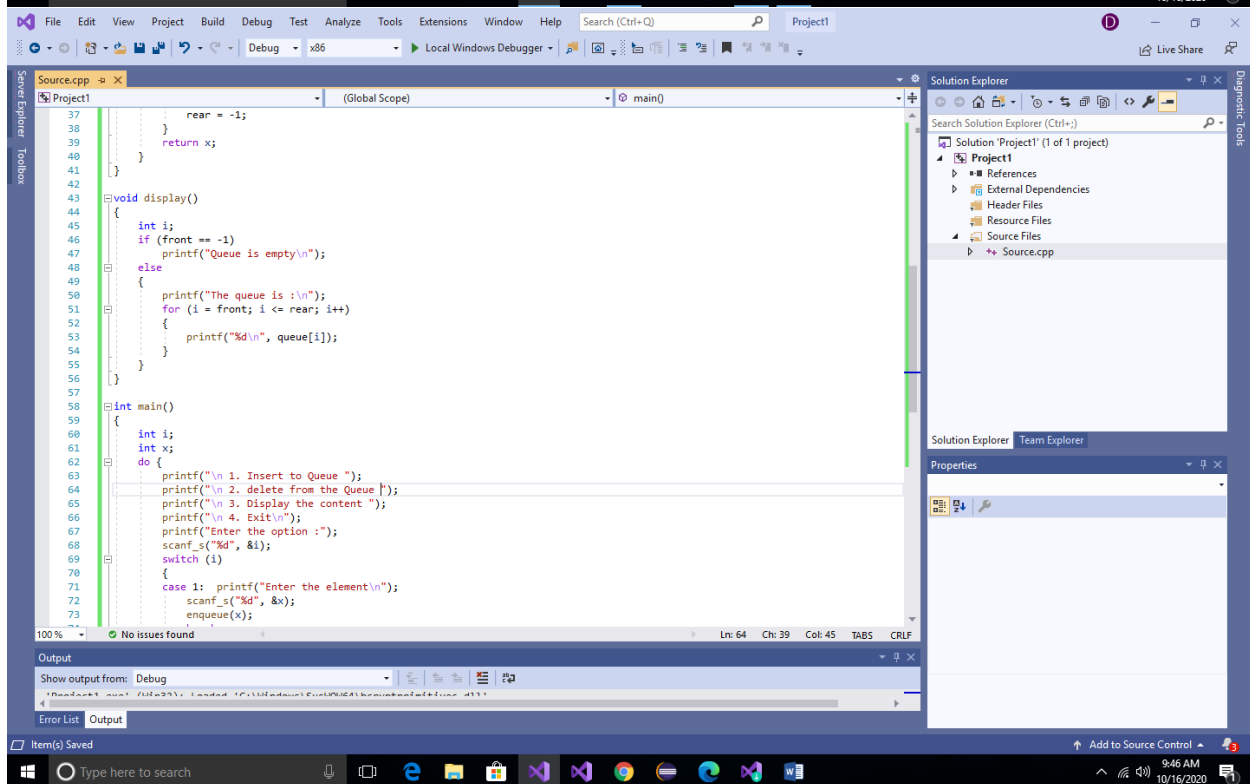 File Edit View Project Build Debug Test Analyze Tools Extensions Window Help Search (Ctrl+Q) Project1 D
Debug x86 Local Windows Debugger Live Share
Server Explorer
Toolbox
Source.cpp
Project1 (Global Scope) main()
37 rear = -1;
38 }
39 return x;
40 }
41 }
42
43 void display()
44 {
45 int i;
46 if (front == -1)
47 printf("Queue is empty\n");
48 else
49 {
50 printf("The queue is :\n");
51 for (i = front; i <= rear; i++)
52 {
53 printf("%d\n", queue[i]);
54 }
55 }
56 }
57
58 int main()
59 {
60 int i;
61 int x;
62 do {
63 printf("\n 1. Insert to Queue ");
64 printf("\n 2. delete from the Queue ");
65 printf("\n 3. Display the content ");
66 printf("\n 4. Exit\n");
67 printf("Enter the option :");
68 scanf_s("%d", &i);
69 switch (i)
70 {
71 case 1: printf("Enter the element\n");
72 scanf_s("%d", &x);
73 enqueue(x);
100 % No issues found Ln: 64 Ch: 39 Col: 45 TABS CRLF
Output
Show output from: Debug
Error List Output
Solution Explorer
Search Solution Explorer (Ctrl+;)
Solution 'Project1' (1 of 1 project)
Project1
References
External Dependencies
Header Files
Resource Files
Source Files
Source.cpp
Solution Explorer Team Explorer
Properties
Diagnostic Tools
Item(s) Saved Add to Source Control 3
Type here to search
9:46 AM
10/16/2020